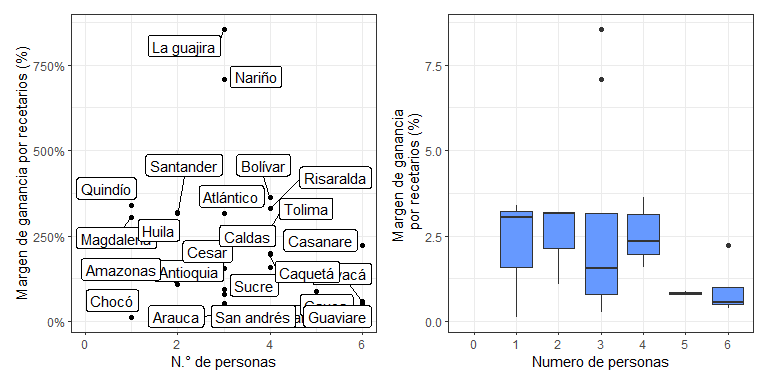 Margen de ganancia por recetarios (%)
750%
500%
250%
0%
La guajira
Nariño
Santander
Bolívar
Risaralda
Quindío
Atlántico
Tolima
Magdalena
Huila
Caldas
Casanare
Cesar
Amazonas
Antioquia
Caquetá
Sucre
Chocó
Arauca
San andrés
Guaviare
0
2
4
6
N.° de personas
Margen de ganancia
por recetarios (%)
7.5
5.0
2.5
0.0
0
1
2
3
4
5
6
Numero de personas